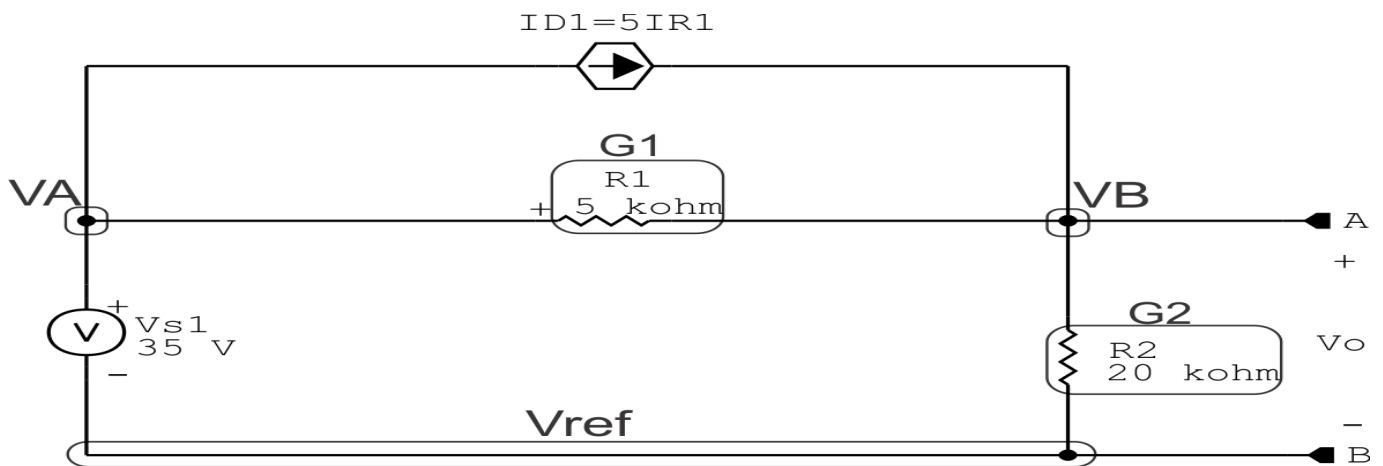 ID1=5IR1
G1
R1
+ 5 kohm
VA
VB
A
+
+
V
Vs1
35 V
-
G2
R2
20 kohm
Vo
-
Vref
B